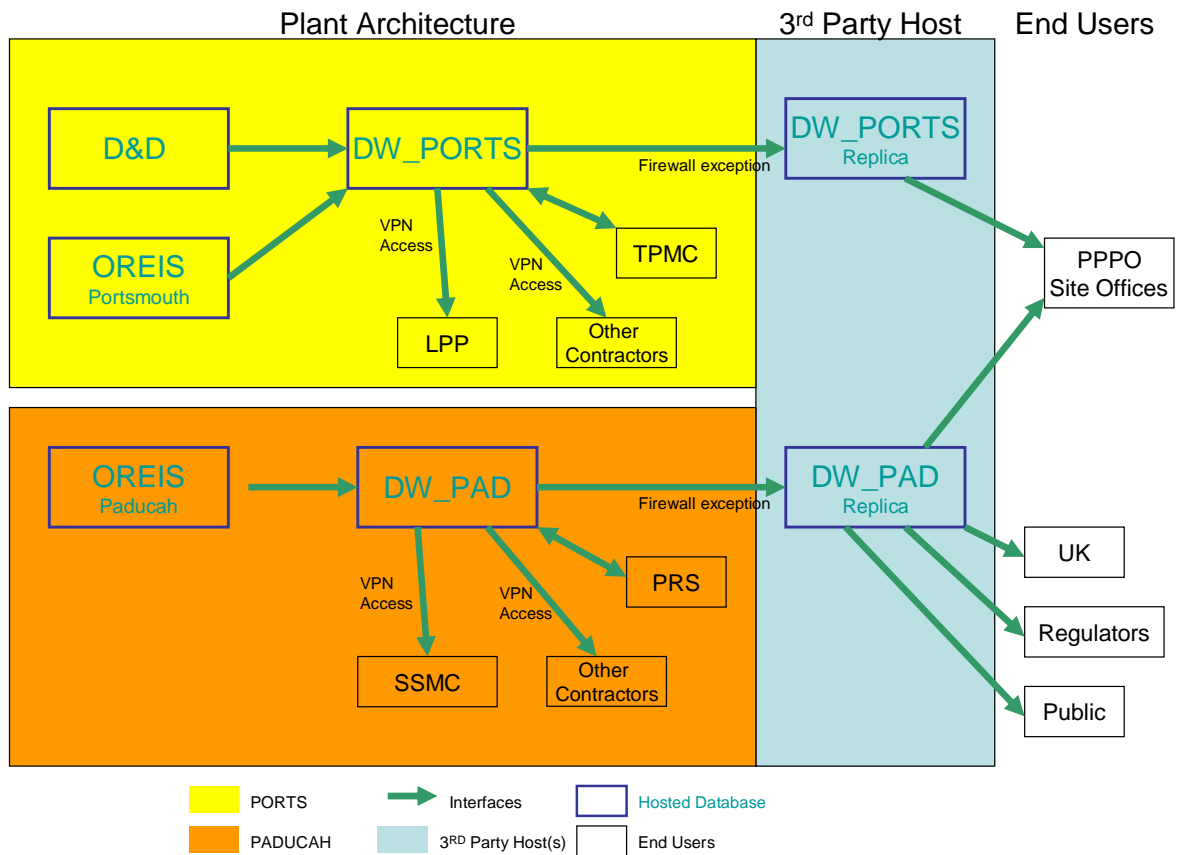 Plant Architecture
3rd Party Host
End Users
D&D
DW_PORTS
DW_PORTS
Replica
Firewall exception
VPN
Access
VPN
Access
TPMC
OREIS
Portsmouth
PPPO
Site Offices
LPP
Other
Contractors
OREIS
Paducah
DW_PAD
DW_PAD
Replica
Firewall exception
VPN
Access
VPN
Access
PRS
UK
SSMC
Other
Contractors
Regulators
Public
PORTS
Interfaces
Hosted Database
PADUCAH
3RD Party Host(s)
End Users